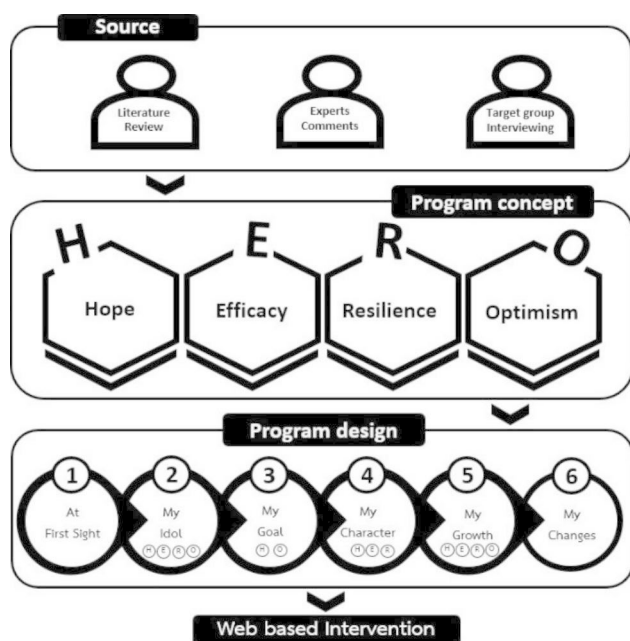 Source
Literature
Review
Experts
Comments
Target group
Interviewing
Program concept
H E R O
Hope Efficacy Resilience Optimism
Program design
1 2 3 4 5 6
At
First Sight
My
Idol
H E R O
My
Goal
H O
My
Character
H E R
My
Growth
H E R O
My
Changes
Web based Intervention